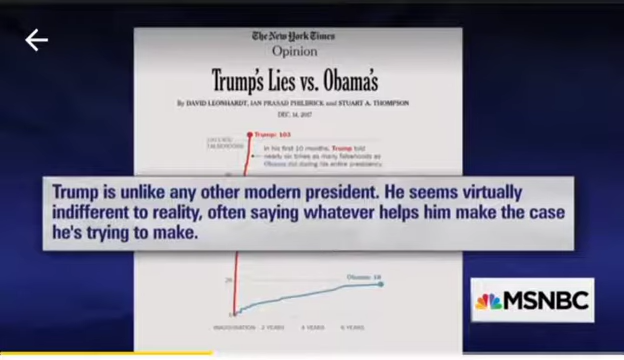 The New York Times
Opinion
Trump's Lies vs. Obama's
By DAVID LEONHARDT, IAN PRASAD PHILBRICK and STUART A. THOMPSON
DEC. 14, 2017
Trump: 103
In his first 10 months, Trump told
nearly six times as many falsehoods as
Obama did during his entire presidency.
Trump is unlike any other modern president. He seems virtually
indifferent to reality, often saying whatever helps him make the case
he's trying to make.
Obama: 18
MSNBC
INAUGURATION 2 YEARS 4 YEARS 6 YEARS